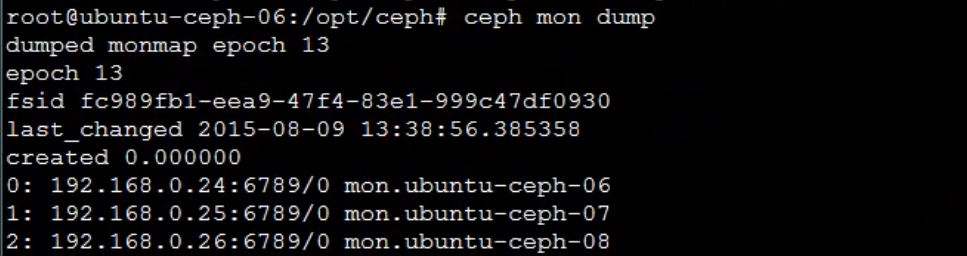 root@ubuntu-ceph-06:/opt/ceph# ceph mon dump
dumped monmap epoch 13
epoch 13
fsid fc989fb1-eea9-47f4-83e1-999c47df0930
last_changed 2015-08-09 13:38:56.385358
created 0.000000
0: 192.168.0.24:6789/0 mon.ubuntu-ceph-06
1: 192.168.0.25:6789/0 mon.ubuntu-ceph-07
2: 192.168.0.26:6789/0 mon.ubuntu-ceph-08